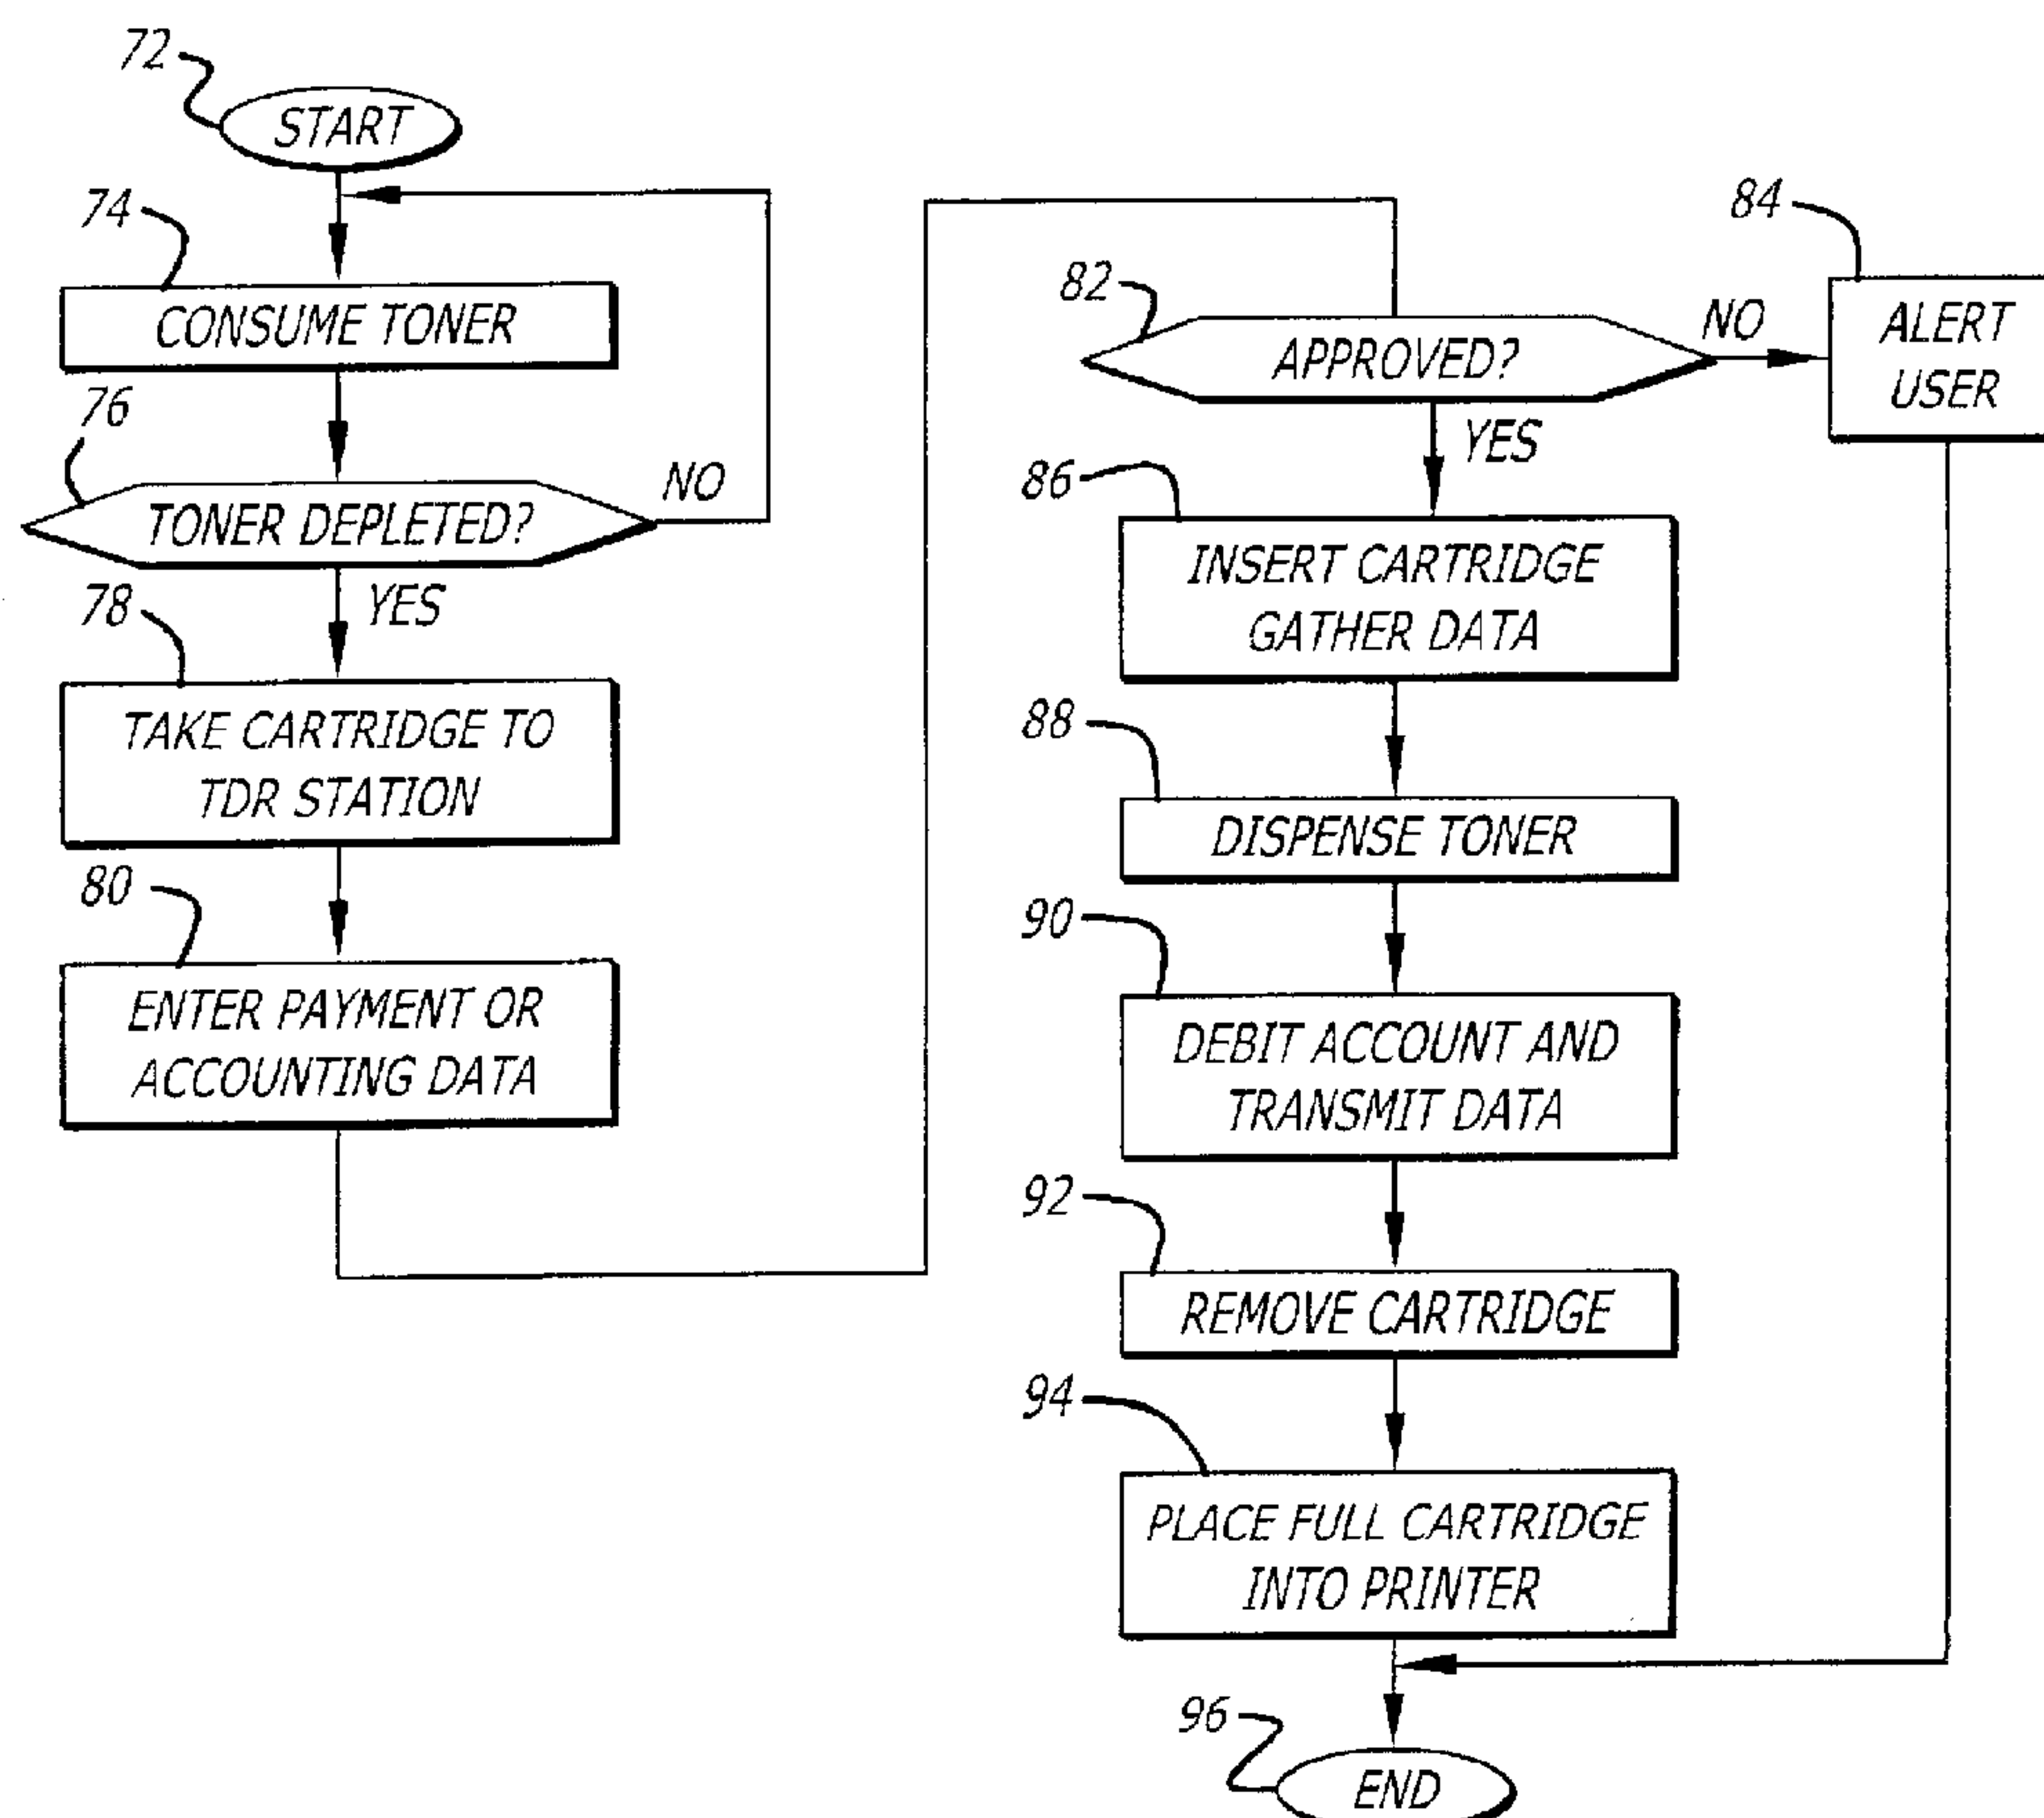 72
START
74
CONSUME TONER
76
TONER DEPLETED?
NO
YES
78
TAKE CARTRIDGE TO
TDR STATION
80
ENTER PAYMENT OR
ACCOUNTING DATA
82
APPROVED?
NO
84
ALERT
USER
YES
86
INSERT CARTRIDGE
GATHER DATA
88
DISPENSE TONER
90
DEBIT ACCOUNT AND
TRANSMIT DATA
92
REMOVE CARTRIDGE
94
PLACE FULL CARTRIDGE
INTO PRINTER
96
END